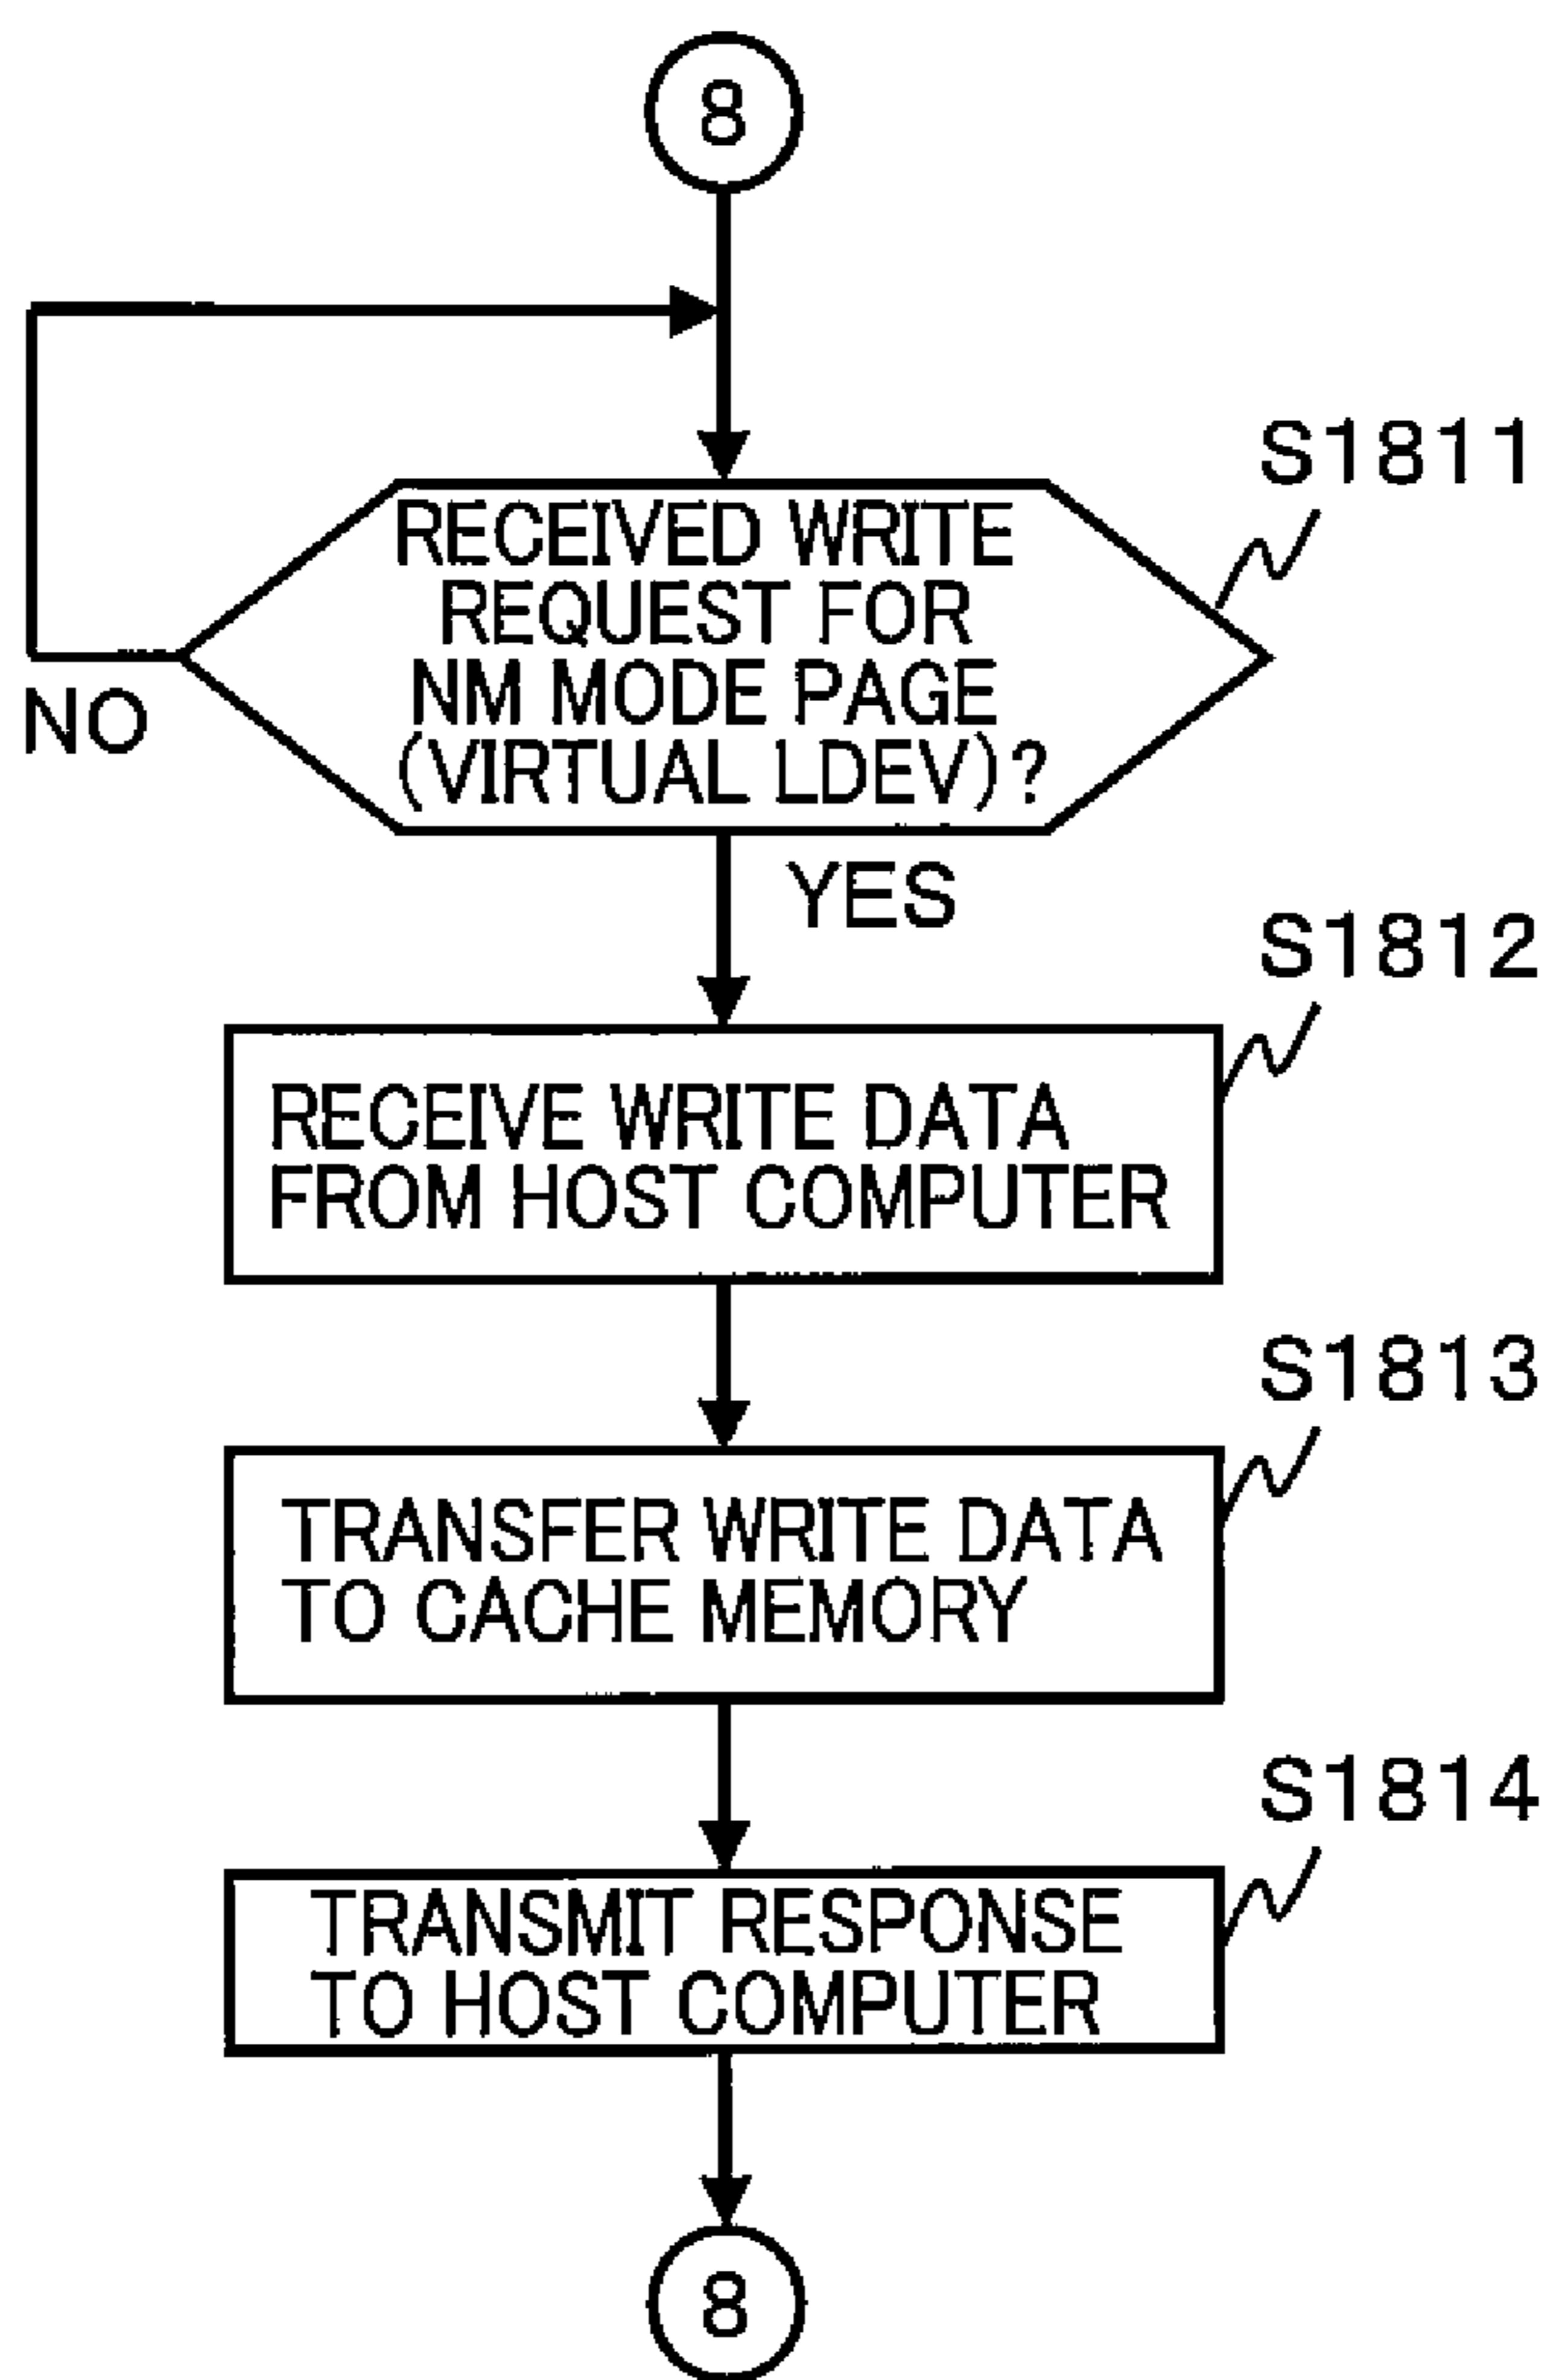 8
S1811
RECEIVED WRITE
REQUEST FOR
NM MODE PAGE
(VIRTUAL LDEV)?
NO
YES
S1812
RECEIVE WRITE DATA
FROM HOST COMPUTER
S1813
TRANSFER WRITE DATA
TO CACHE MEMORY
S1814
TRANSMIT RESPONSE
TO HOST COMPUTER
8